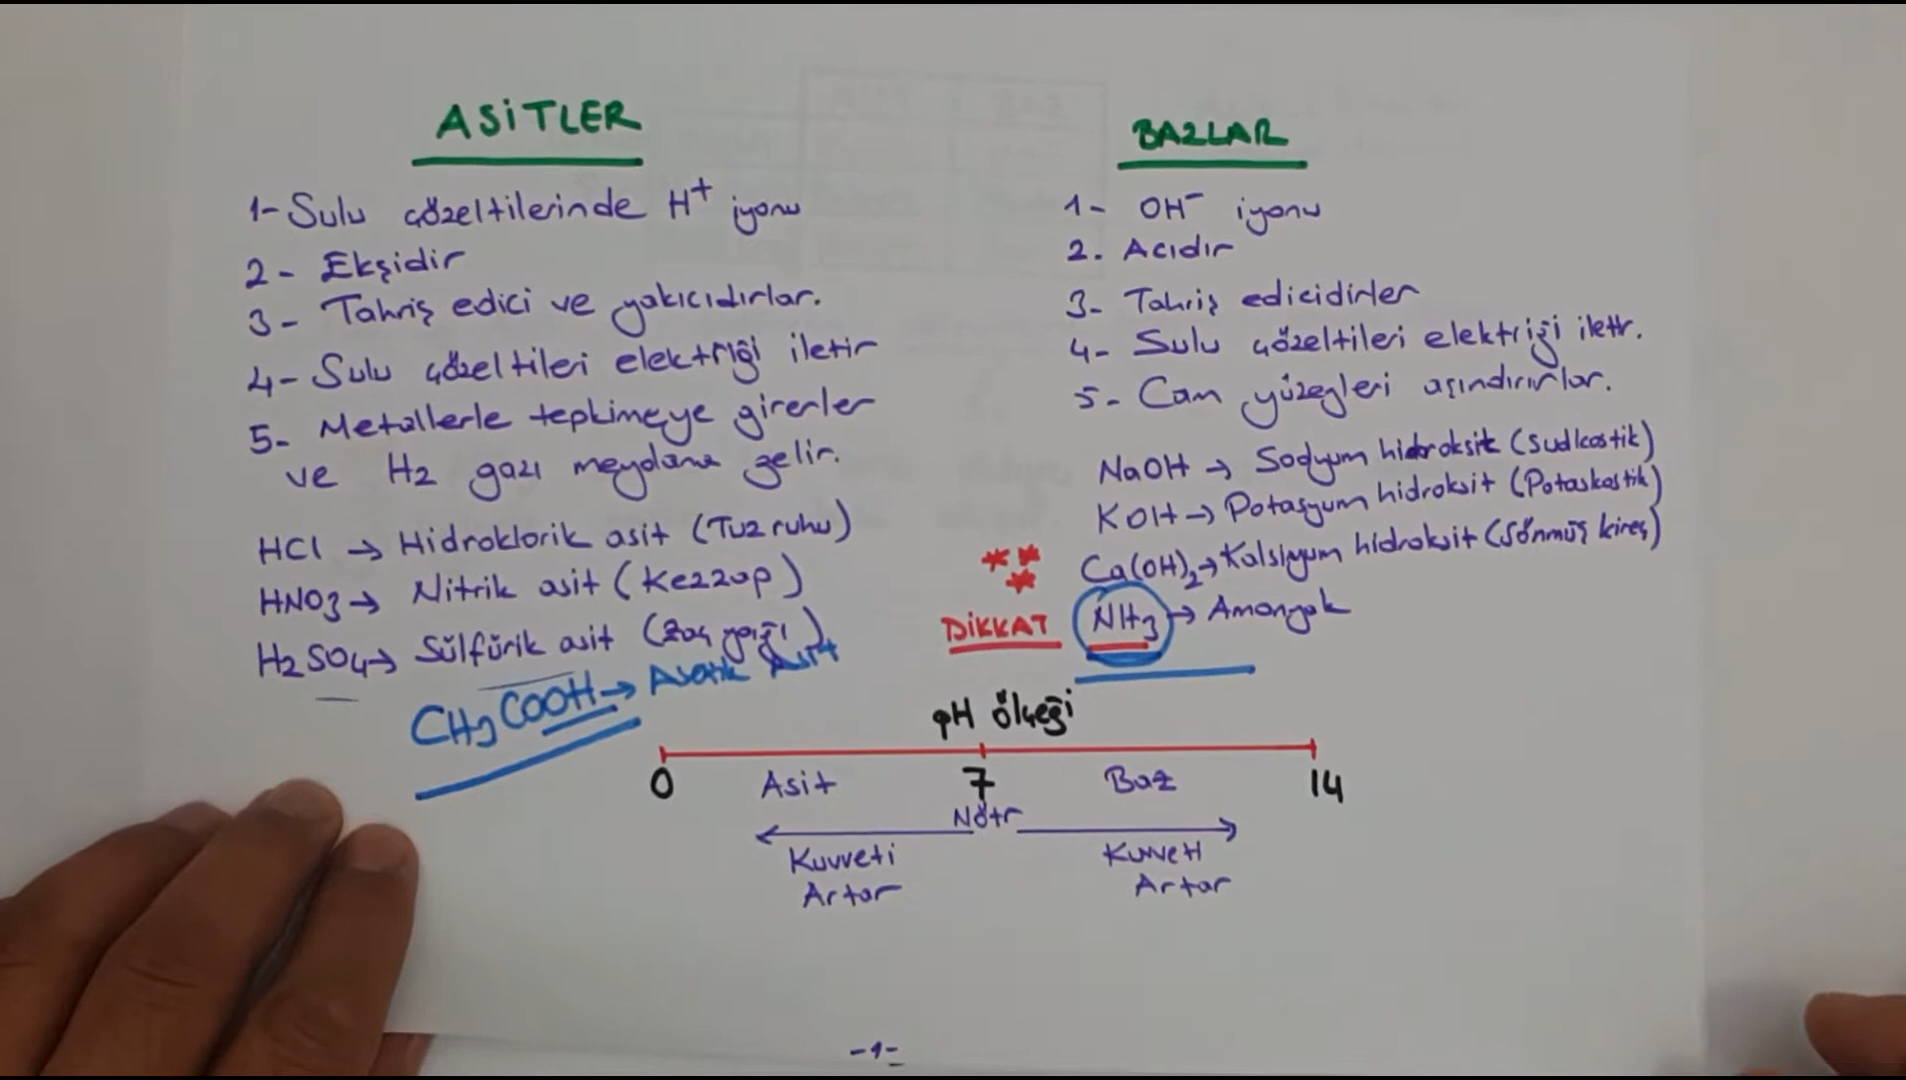 ASİTLER
1- Sulu çözeltilerinde H+ iyonu
2- Ekşidir
3- Tahriş edici ve yakıcıdırlar.
4- Sulu çözeltileri elektriği iletir
5- Metallerle tepkimeye girerler
ve H2 gazı meydana gelir.
HCl → Hidroklorik asit (Tuz ruhu)
HNO3 → Nitrik asit (Kezzap)
H2SO4 → Sülfürik asit (Zaç yağı)
CH3COOH → Asetik Asit
BAZLAR
1- OH- iyonu
2. Acıdır
3- Tahriş edicidirler
4- Sulu çözeltileri elektriği iletir.
5- Cam yüzeyleri aşındırırlar.
NaOH → Sodyum hidroksit (sudkostik)
KOH → Potasyum hidroksit (Potaskostik)
Ca(OH)2 → Kalsiyum hidroksit (Sönmüş kireç)
DİKKAT NH3 → Amonyak
pH ölçeği
0 Asit 7 Baz 14
Nötr
Kuvveti Artar
Kuvveti Artar
-1-